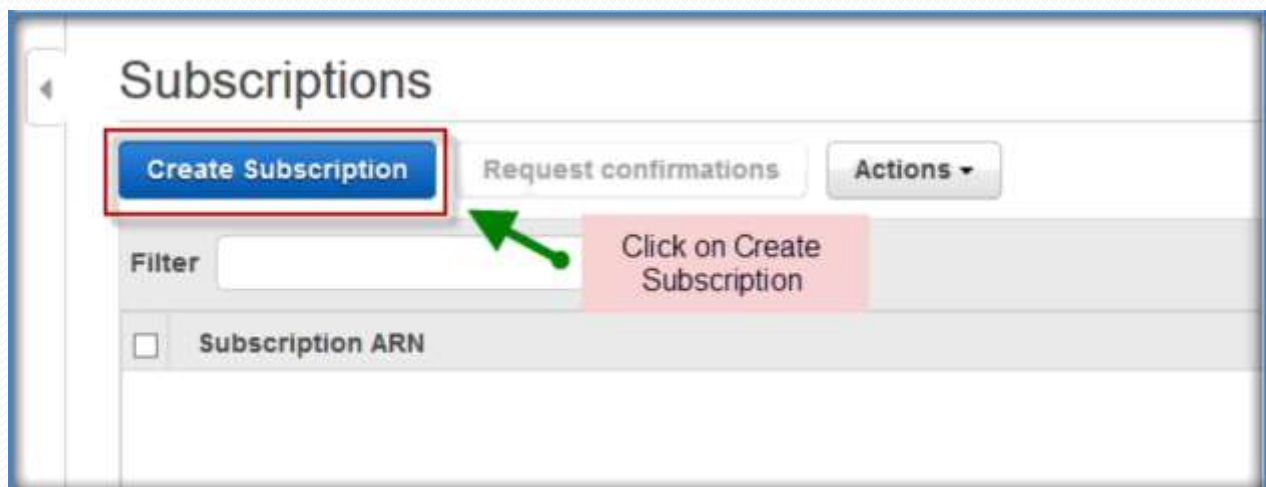 Subscriptions
Create Subscription Request confirmations Actions
Filter
Click on Create
Subscription
Subscription ARN